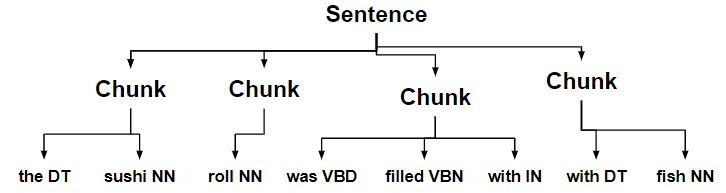 Sentence
Chunk Chunk Chunk Chunk
the DT sushi NN roll NN was VBD filled VBN with IN with DT fish NN